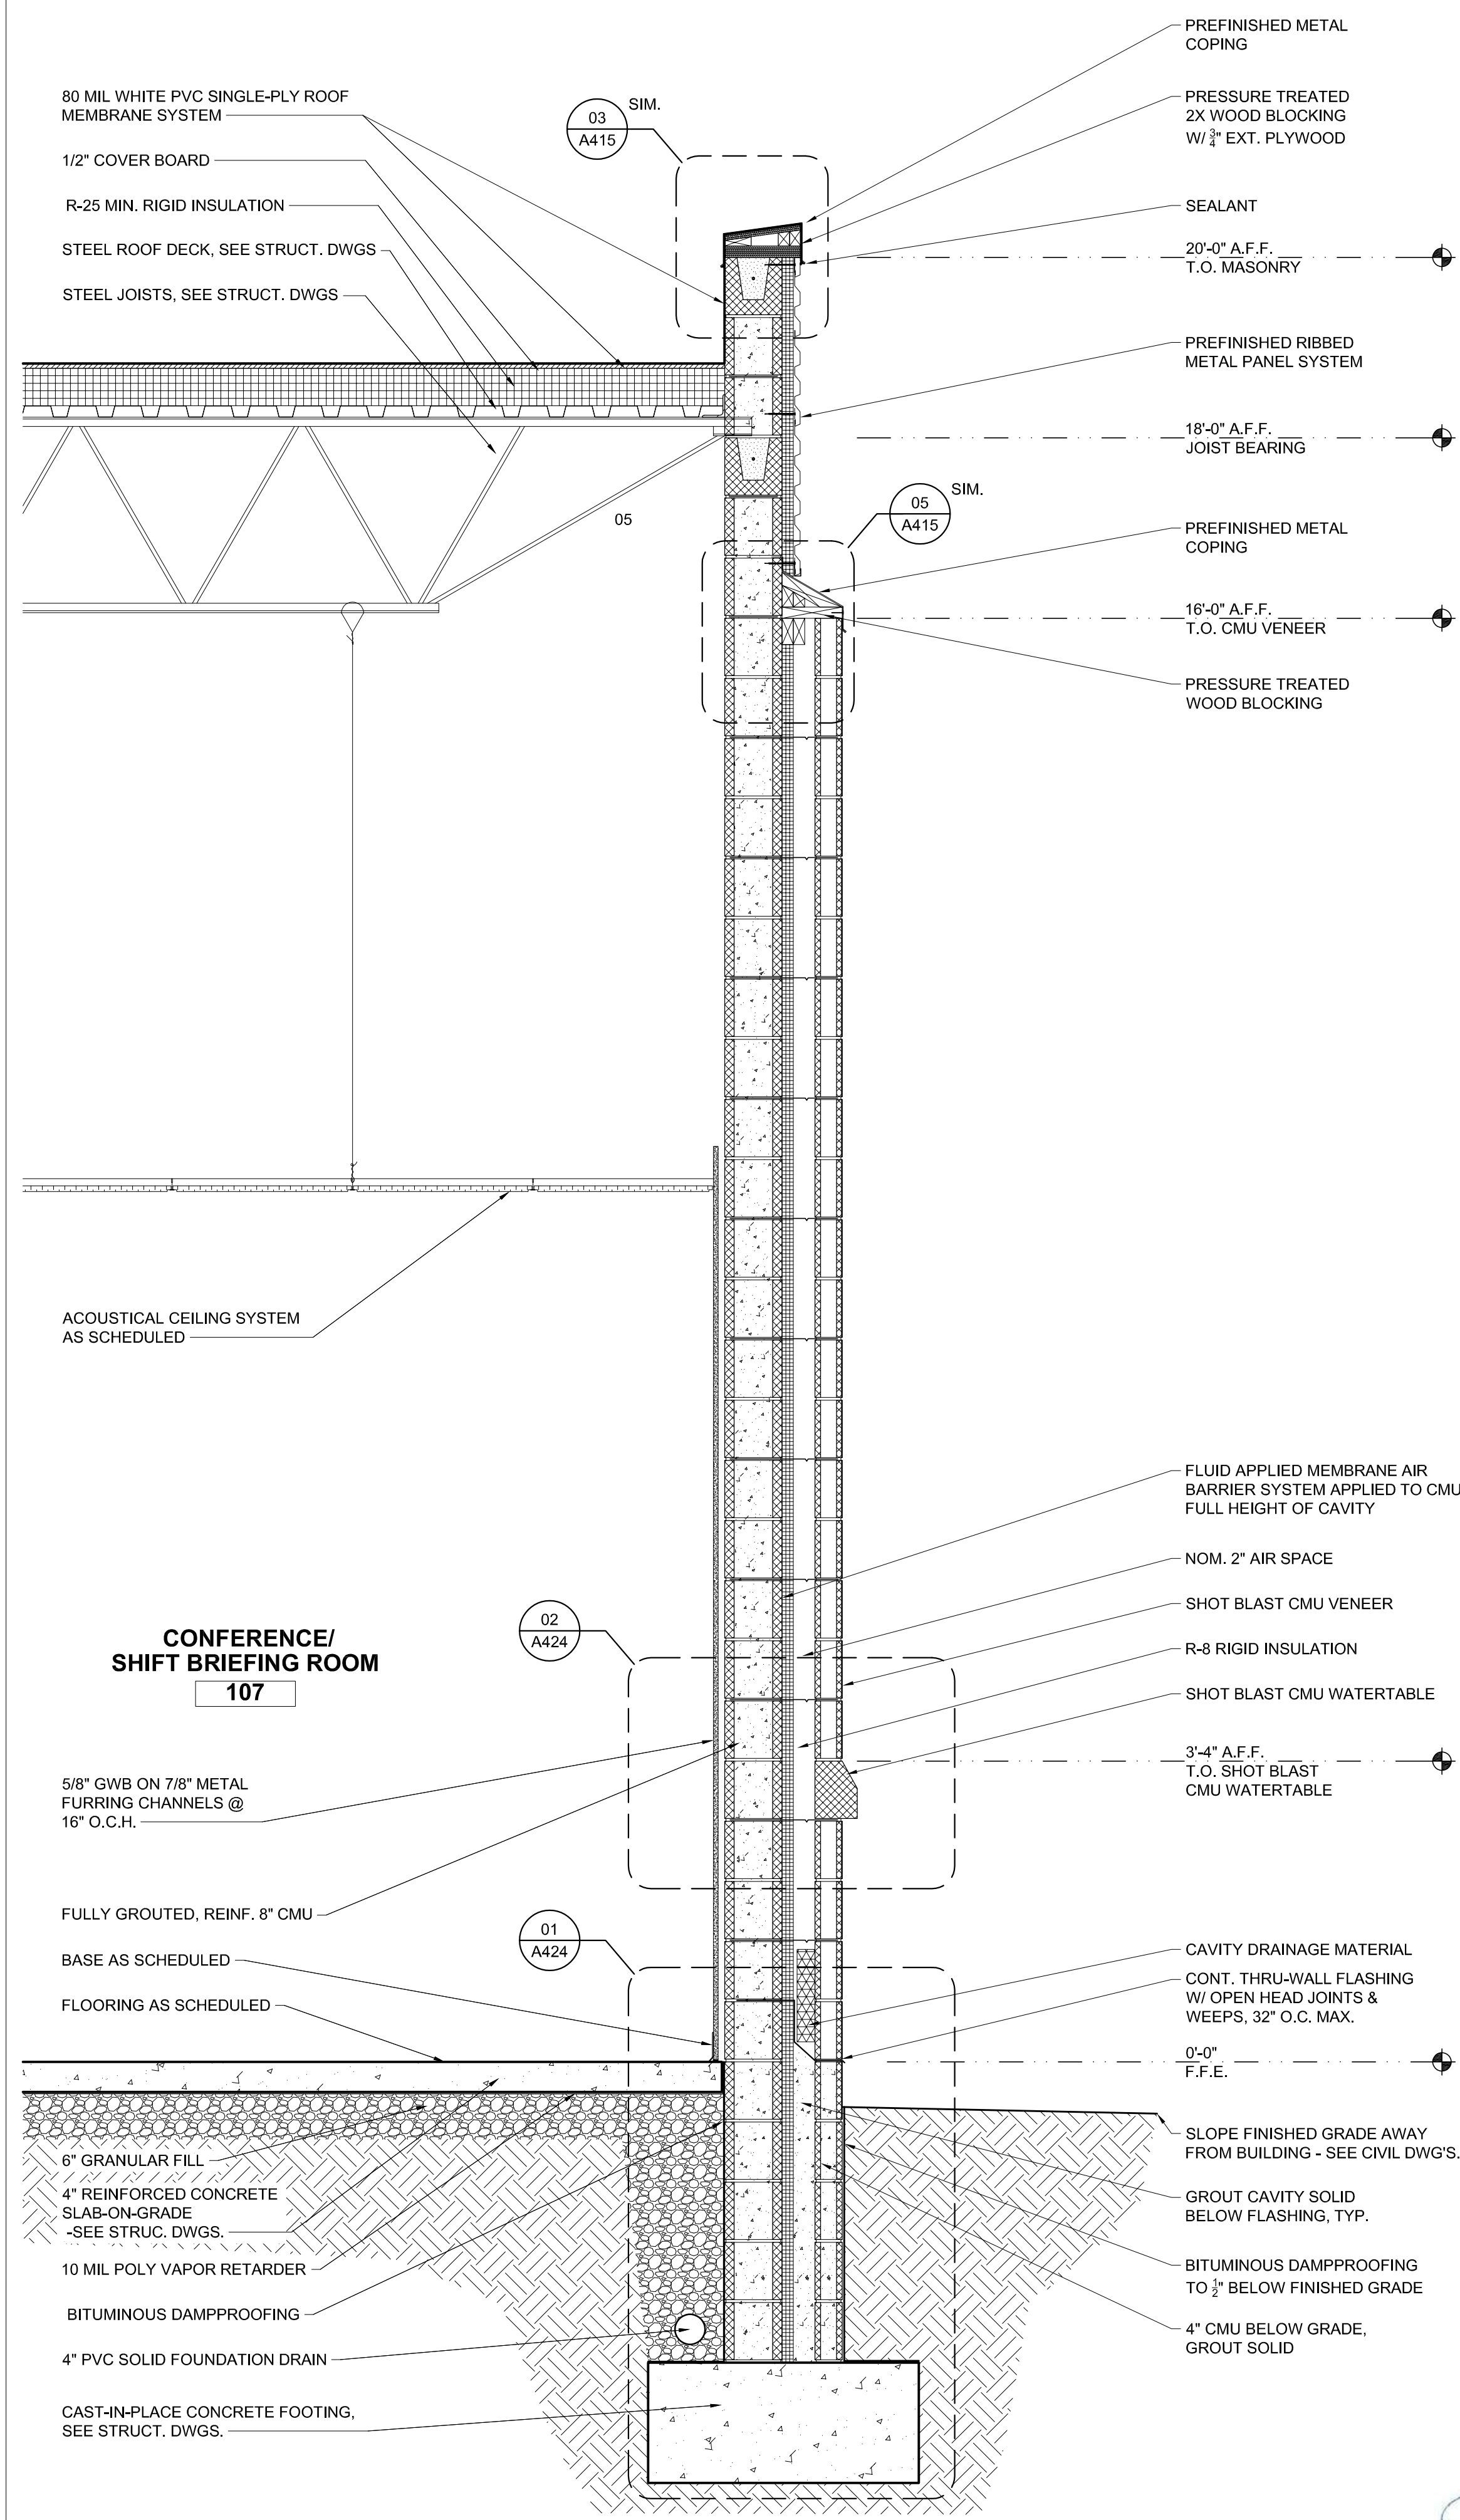 80 MIL WHITE PVC SINGLE-PLY ROOF
MEMBRANE SYSTEM
1/2" COVER BOARD
R-25 MIN. RIGID INSULATION
STEEL ROOF DECK, SEE STRUCT. DWGS
STEEL JOISTS, SEE STRUCT. DWGS
03
A415
SIM.
PREFINISHED METAL
COPING
PRESSURE TREATED
2X WOOD BLOCKING
W/ 3/4" EXT. PLYWOOD
SEALANT
20'-0" A.F.F.
T.O. MASONRY
PREFINISHED RIBBED
METAL PANEL SYSTEM
18'-0" A.F.F.
JOIST BEARING
05
05
A415
SIM.
PREFINISHED METAL
COPING
16'-0" A.F.F.
T.O. CMU VENEER
PRESSURE TREATED
WOOD BLOCKING
ACOUSTICAL CEILING SYSTEM
AS SCHEDULED
FLUID APPLIED MEMBRANE AIR
BARRIER SYSTEM APPLIED TO CMU
FULL HEIGHT OF CAVITY
NOM. 2" AIR SPACE
SHOT BLAST CMU VENEER
R-8 RIGID INSULATION
SHOT BLAST CMU WATERTABLE
3'-4" A.F.F.
T.O. SHOT BLAST
CMU WATERTABLE
CONFERENCE/
SHIFT BRIEFING ROOM
107
02
A424
5/8" GWB ON 7/8" METAL
FURRING CHANNELS @
16" O.C.H.
FULLY GROUTED, REINF. 8" CMU
BASE AS SCHEDULED
FLOORING AS SCHEDULED
01
A424
CAVITY DRAINAGE MATERIAL
CONT. THRU-WALL FLASHING
W/ OPEN HEAD JOINTS &
WEEPS, 32" O.C. MAX.
0'-0"
F.F.E.
SLOPE FINISHED GRADE AWAY
FROM BUILDING - SEE CIVIL DWG'S.
GROUT CAVITY SOLID
BELOW FLASHING, TYP.
BITUMINOUS DAMPPROOFING
TO 1/2" BELOW FINISHED GRADE
4" CMU BELOW GRADE,
GROUT SOLID
6" GRANULAR FILL
4" REINFORCED CONCRETE
SLAB-ON-GRADE
-SEE STRUC. DWGS.
10 MIL POLY VAPOR RETARDER
BITUMINOUS DAMPPROOFING
4" PVC SOLID FOUNDATION DRAIN
CAST-IN-PLACE CONCRETE FOOTING,
SEE STRUCT. DWGS.